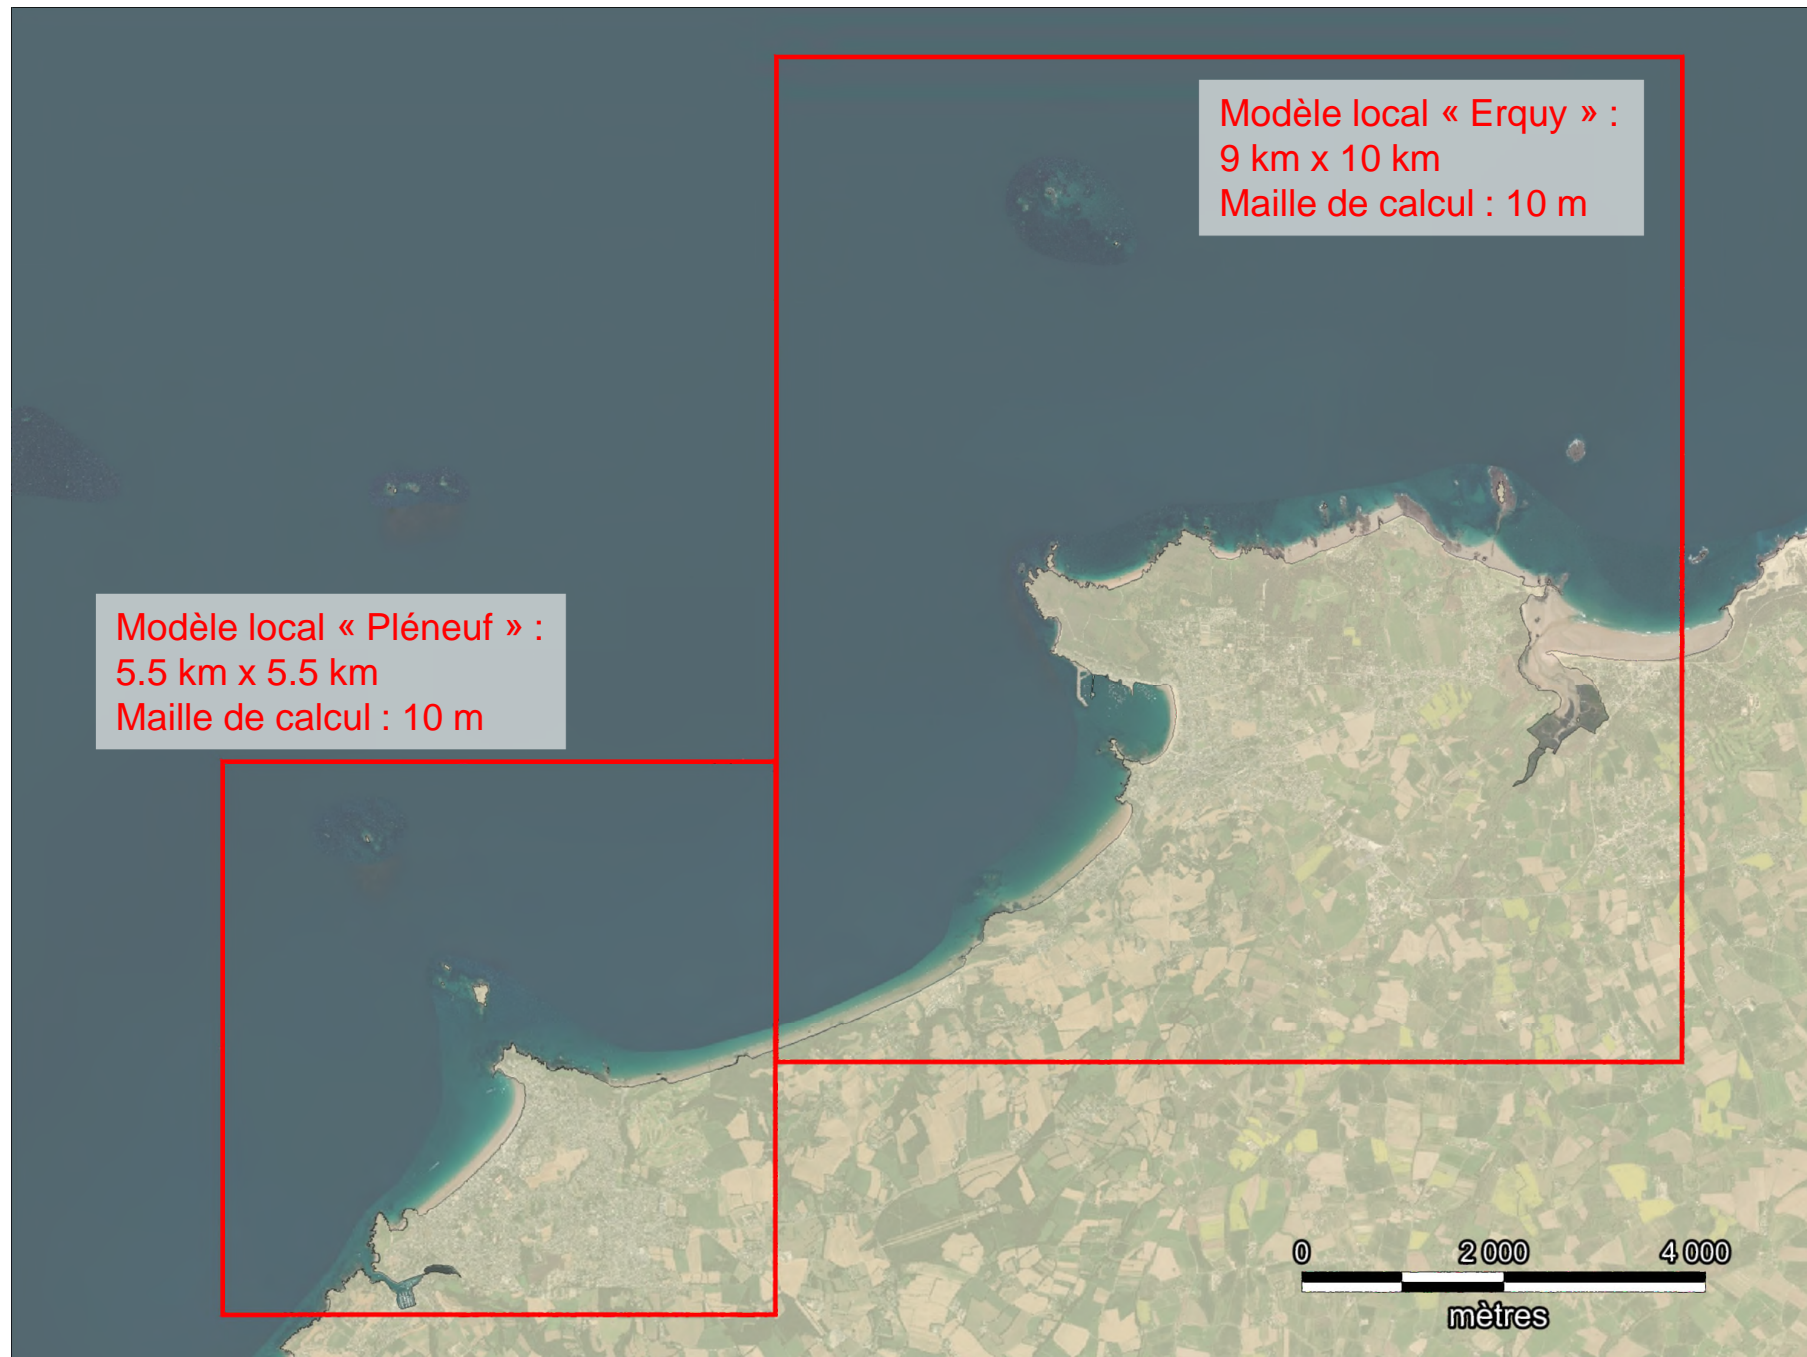 Modèle local « Erquy » :
9 km x 10 km
Maille de calcul : 10 m
Modèle local « Pléneuf » :
5.5 km x 5.5 km
Maille de calcul : 10 m
0 2 000 4 000
mètres